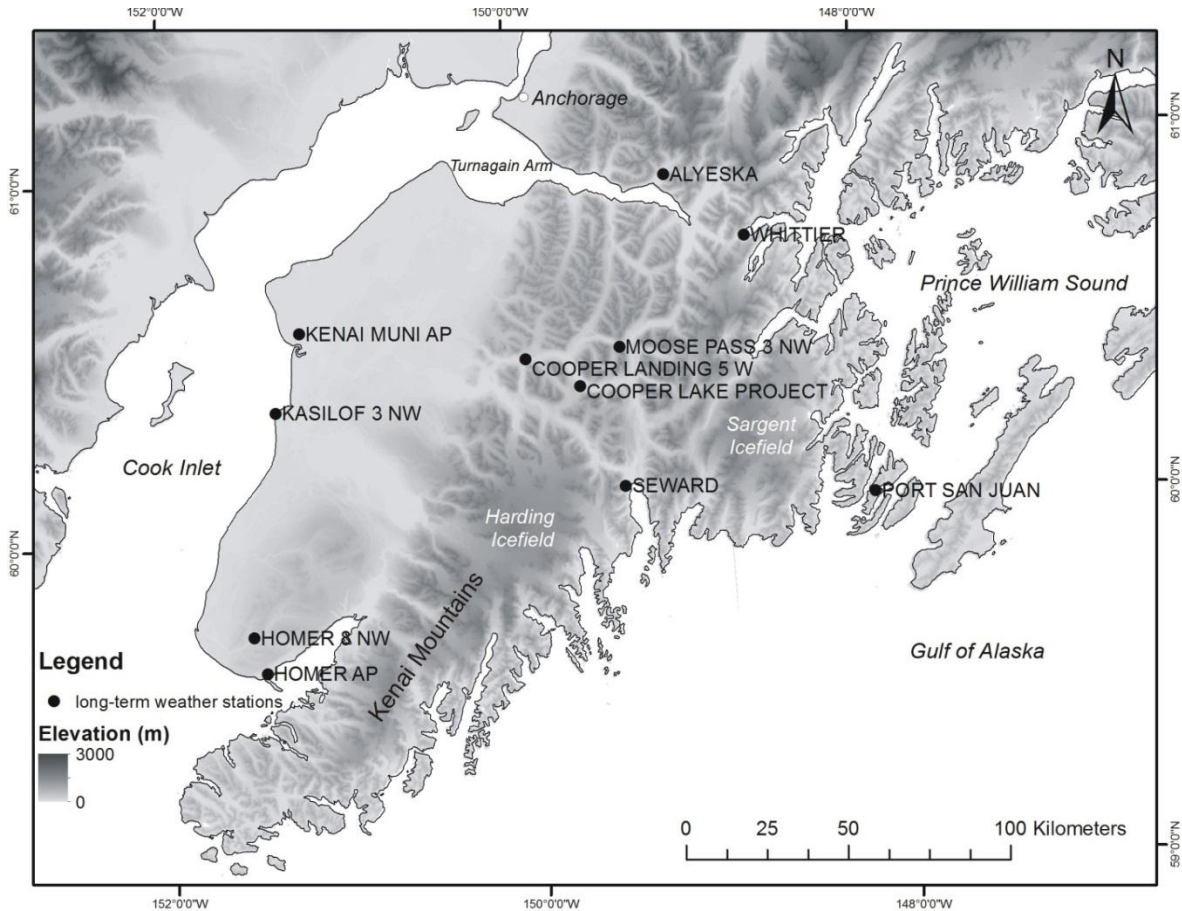 152°0'0"W
150°0'0"W
148°0'0"W
N
Anchorage
61°0'0"N
Turnagain Arm
ALYESKA
61°0'0"N
WHITTIER
Prince William Sound
KENAI MUNI AP
MOOSE PASS 3 NW
COOPER LANDING 5 W
COOPER LAKE PROJECT
KASILOF 3 NW
Sargent
Icefield
Cook Inlet
60°0'0"N
SEWARD
PORT SAN JUAN
Harding
Icefield
60°0'0"N
Kenai Mountains
HOMER 8 NW
Gulf of Alaska
Legend
HOMER AP
long-term weather stations
Elevation (m)
3000
0
0 25 50 100 Kilometers
59°0'0"N
152°0'0"W
150°0'0"W
148°0'0"W